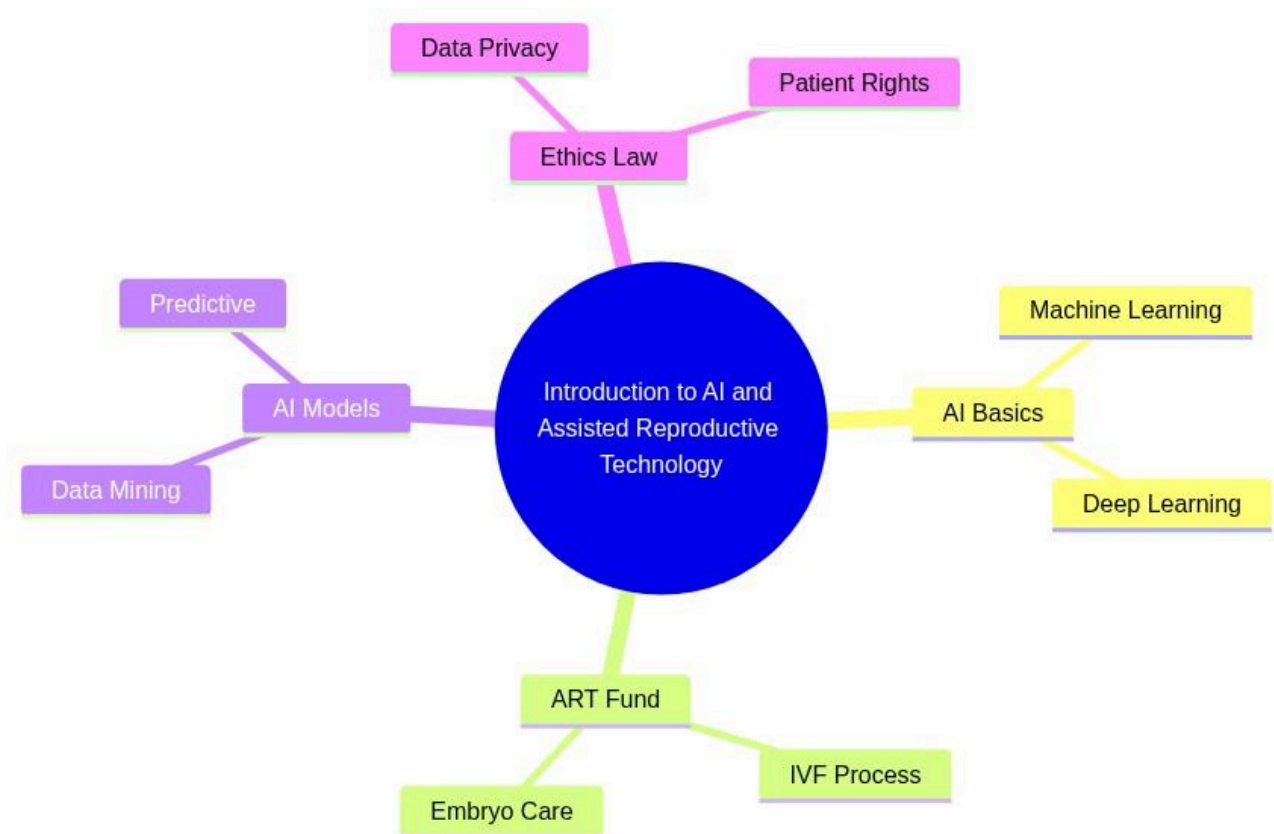 Data Privacy
Patient Rights
Ethics Law
Predictive
Machine Learning
AI Models
Introduction to AI and
Assisted Reproductive
Technology
AI Basics
Data Mining
Deep Learning
ART Fund
IVF Process
Embryo Care